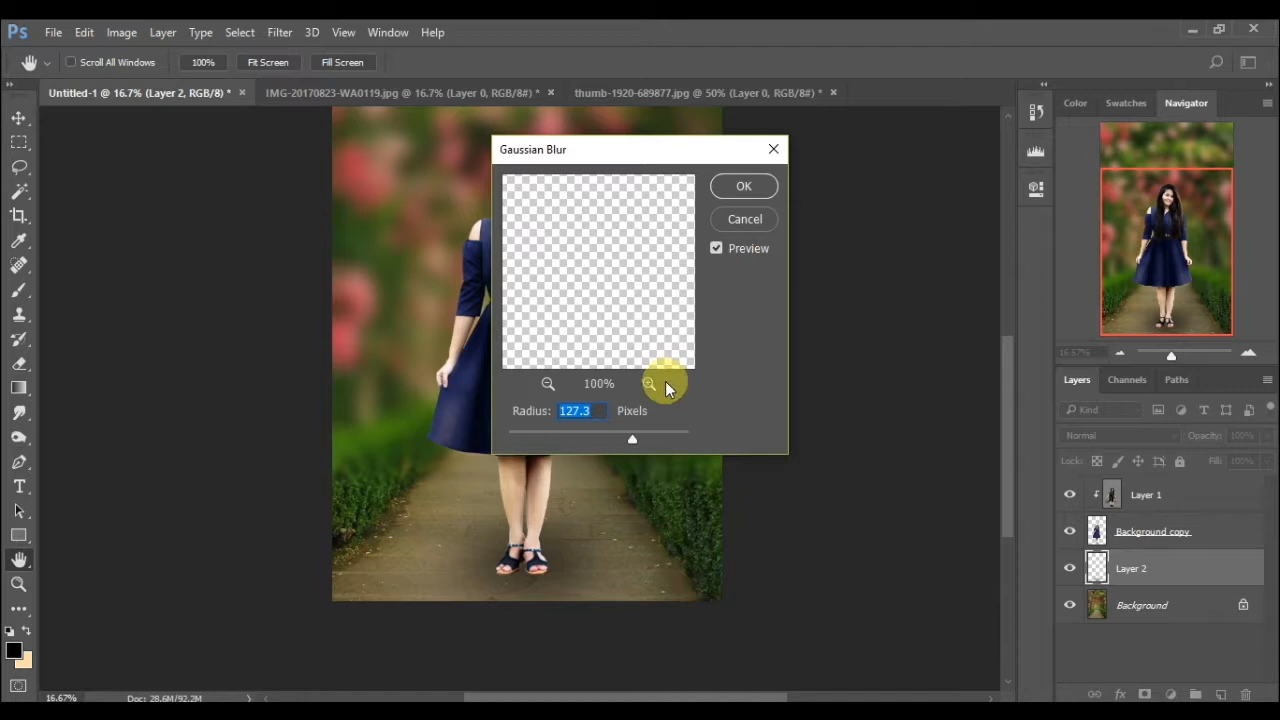 Ps File Edit Image Layer Type Select Filter 3D View Window Help
Scroll All Windows 100% Fit Screen Fill Screen
Untitled-1 @ 16.7% (Layer 2, RGB/8) * × IMG-20170823-WA0119.jpg @ 16.7% (Layer 0, RGB/8#) * × thumb-1920-689877.jpg @ 50% (Layer 0, RGB/8#) * ×
Color Swatches Navigator
Gaussian Blur
OK
Cancel
Preview
100%
Radius: 127.3 Pixels
16.67%
Layers Channels Paths
Kind
Normal Opacity: 100%
Lock: Fill: 100%
Layer 1
Background copy
Layer 2
Background
16.67% Doc: 28.6M/92.2M